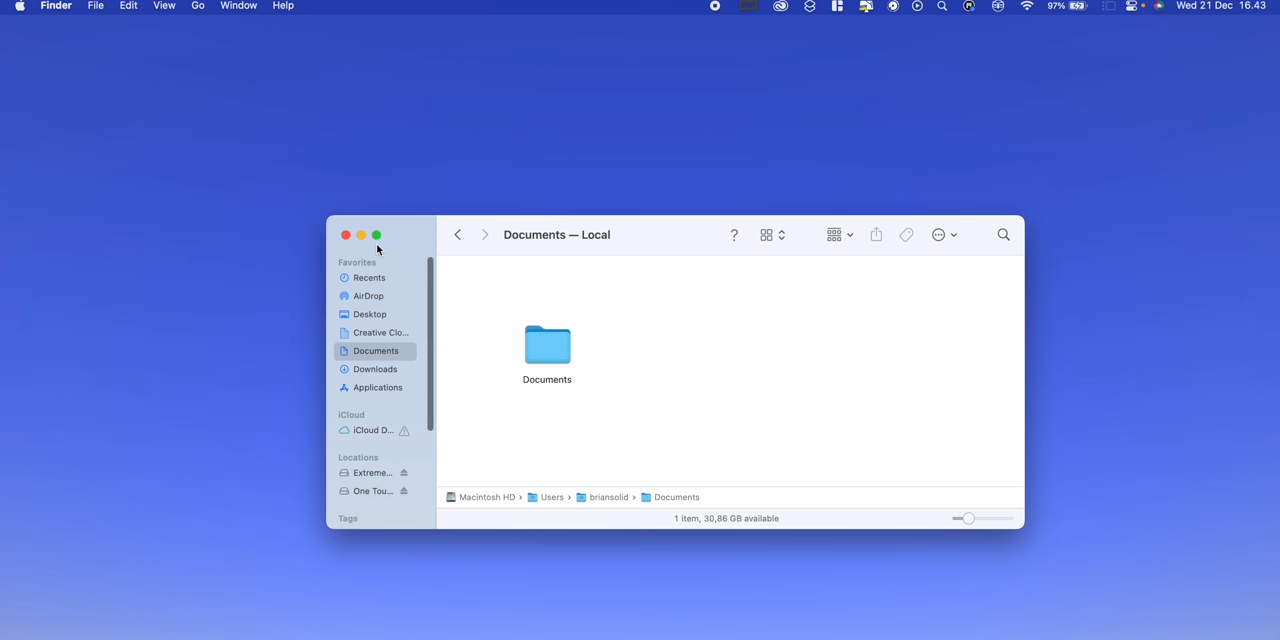 Finder File Edit View Go Window Help 97% Wed 21 Dec 16.43
Documents — Local ?
Favorites
Recents
AirDrop
Desktop
Creative Clo...
Documents
Downloads
Applications
iCloud
iCloud D...
Locations
Extreme...
One Tou...
Tags
Documents
Macintosh HD › Users › briansolid › Documents
1 item, 30,86 GB available